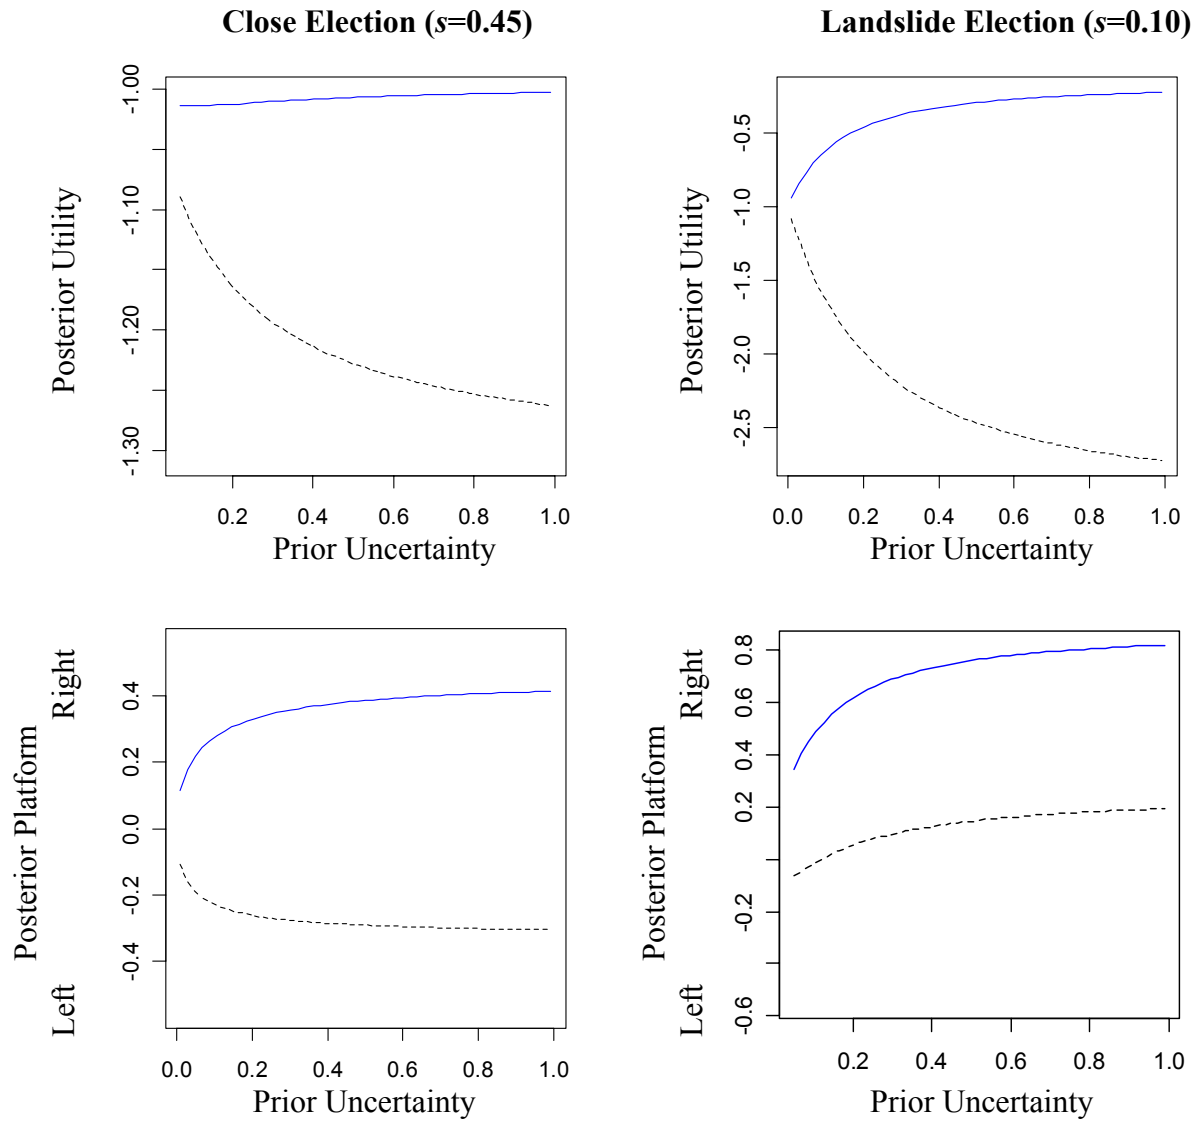 Close Election (s=0.45)
Landslide Election (s=0.10)
Posterior Utility
-1.00
-1.10
-1.20
-1.30
0.2 0.4 0.6 0.8 1.0
Prior Uncertainty
Posterior Utility
-0.5
-1.0
-1.5
-2.0
-2.5
0.0 0.2 0.4 0.6 0.8 1.0
Prior Uncertainty
Posterior Platform
Left Right
0.4
0.2
0.0
-0.2
-0.4
0.0 0.2 0.4 0.6 0.8 1.0
Prior Uncertainty
Posterior Platform
Left Right
0.8
0.6
0.4
0.2
-0.2
-0.6
0.2 0.4 0.6 0.8 1.0
Prior Uncertainty